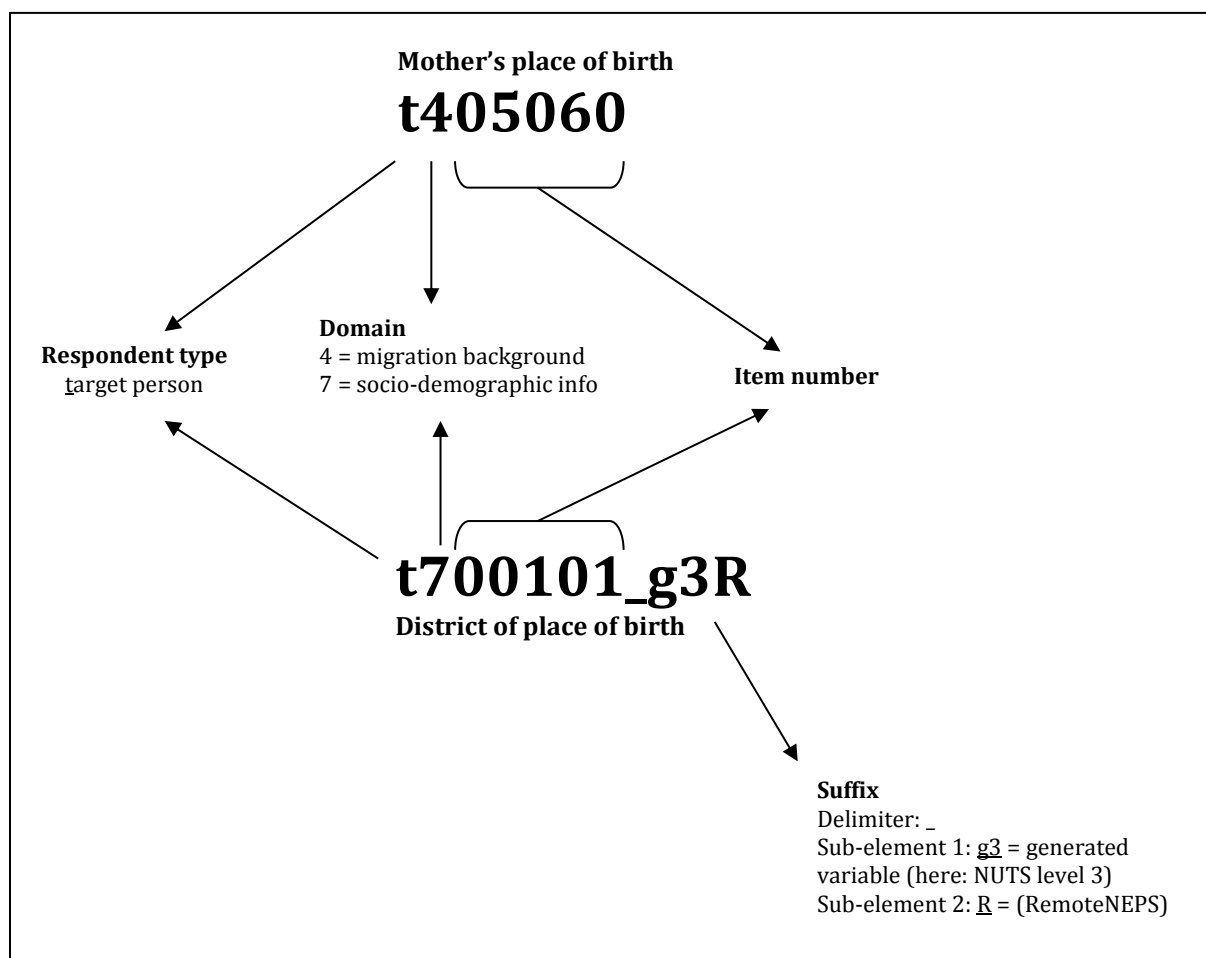 Mother’s place of birth
t405060
Respondent type
target person
Domain
4 = migration background
7 = socio-demographic info
Item number
t700101_g3R
District of place of birth
Suffix
Delimiter: _
Sub-element 1: g3 = generated
variable (here: NUTS level 3)
Sub-element 2: R = (RemoteNEPS)